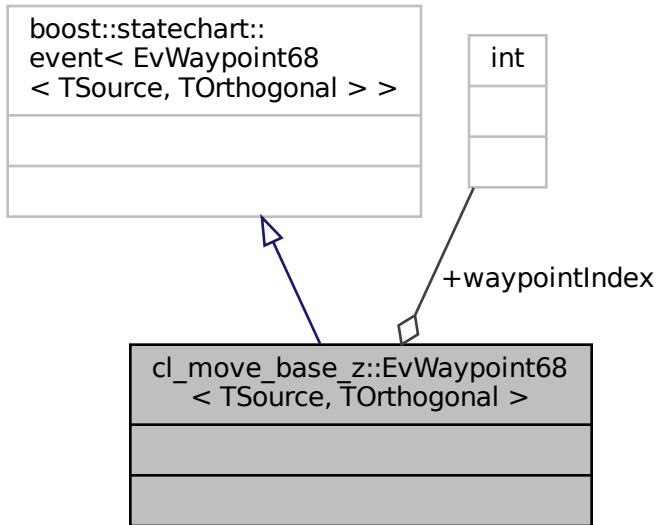 boost::statechart::
event< EvWaypoint68
< TSource, TOrthogonal > >
int
+waypointIndex
cl_move_base_z::EvWaypoint68
< TSource, TOrthogonal >